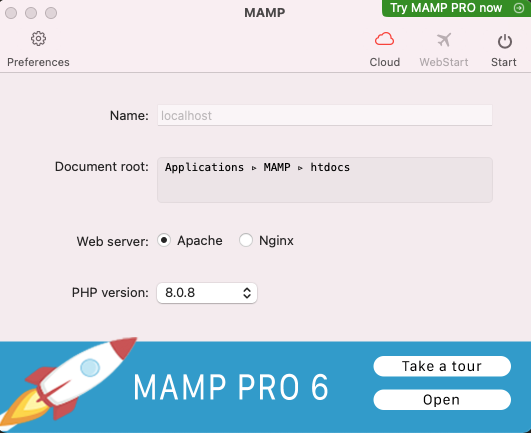 MAMP
Try MAMP PRO now
Preferences
Cloud
WebStart
Start
Name: localhost
Document root: Applications ▹ MAMP ▹ htdocs
Web server: Apache Nginx
PHP version: 8.0.8
MAMP PRO 6
Take a tour
Open